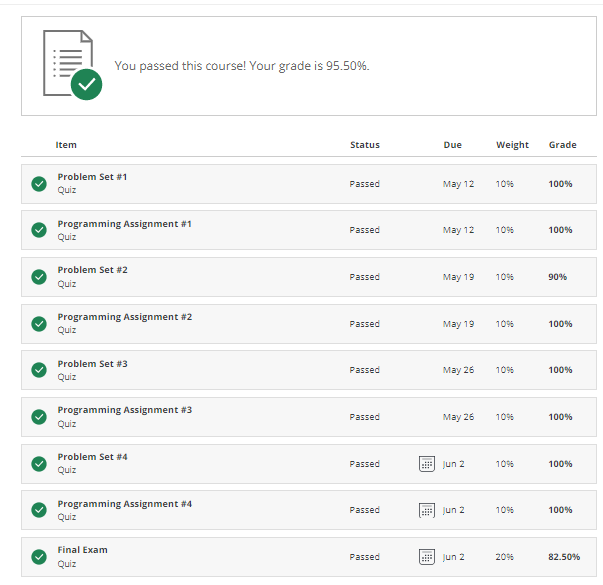 You passed this course! Your grade is 95.50%.
Item Status Due Weight Grade
Problem Set #1
Quiz
Passed May 12 10% 100%
Programming Assignment #1
Quiz
Passed May 12 10% 100%
Problem Set #2
Quiz
Passed May 19 10% 90%
Programming Assignment #2
Quiz
Passed May 19 10% 100%
Problem Set #3
Quiz
Passed May 26 10% 100%
Programming Assignment #3
Quiz
Passed May 26 10% 100%
Problem Set #4
Quiz
Passed Jun 2 10% 100%
Programming Assignment #4
Quiz
Passed Jun 2 10% 100%
Final Exam
Quiz
Passed Jun 2 20% 82.50%